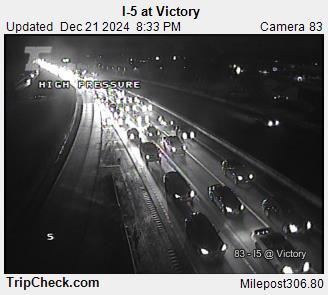 I-5 at Victory
Updated Dec 21 2024 8:33 PM Camera 83
HIGH PRESSURE
S
83 - I5 @ Victory
TripCheck.com Milepost306.80